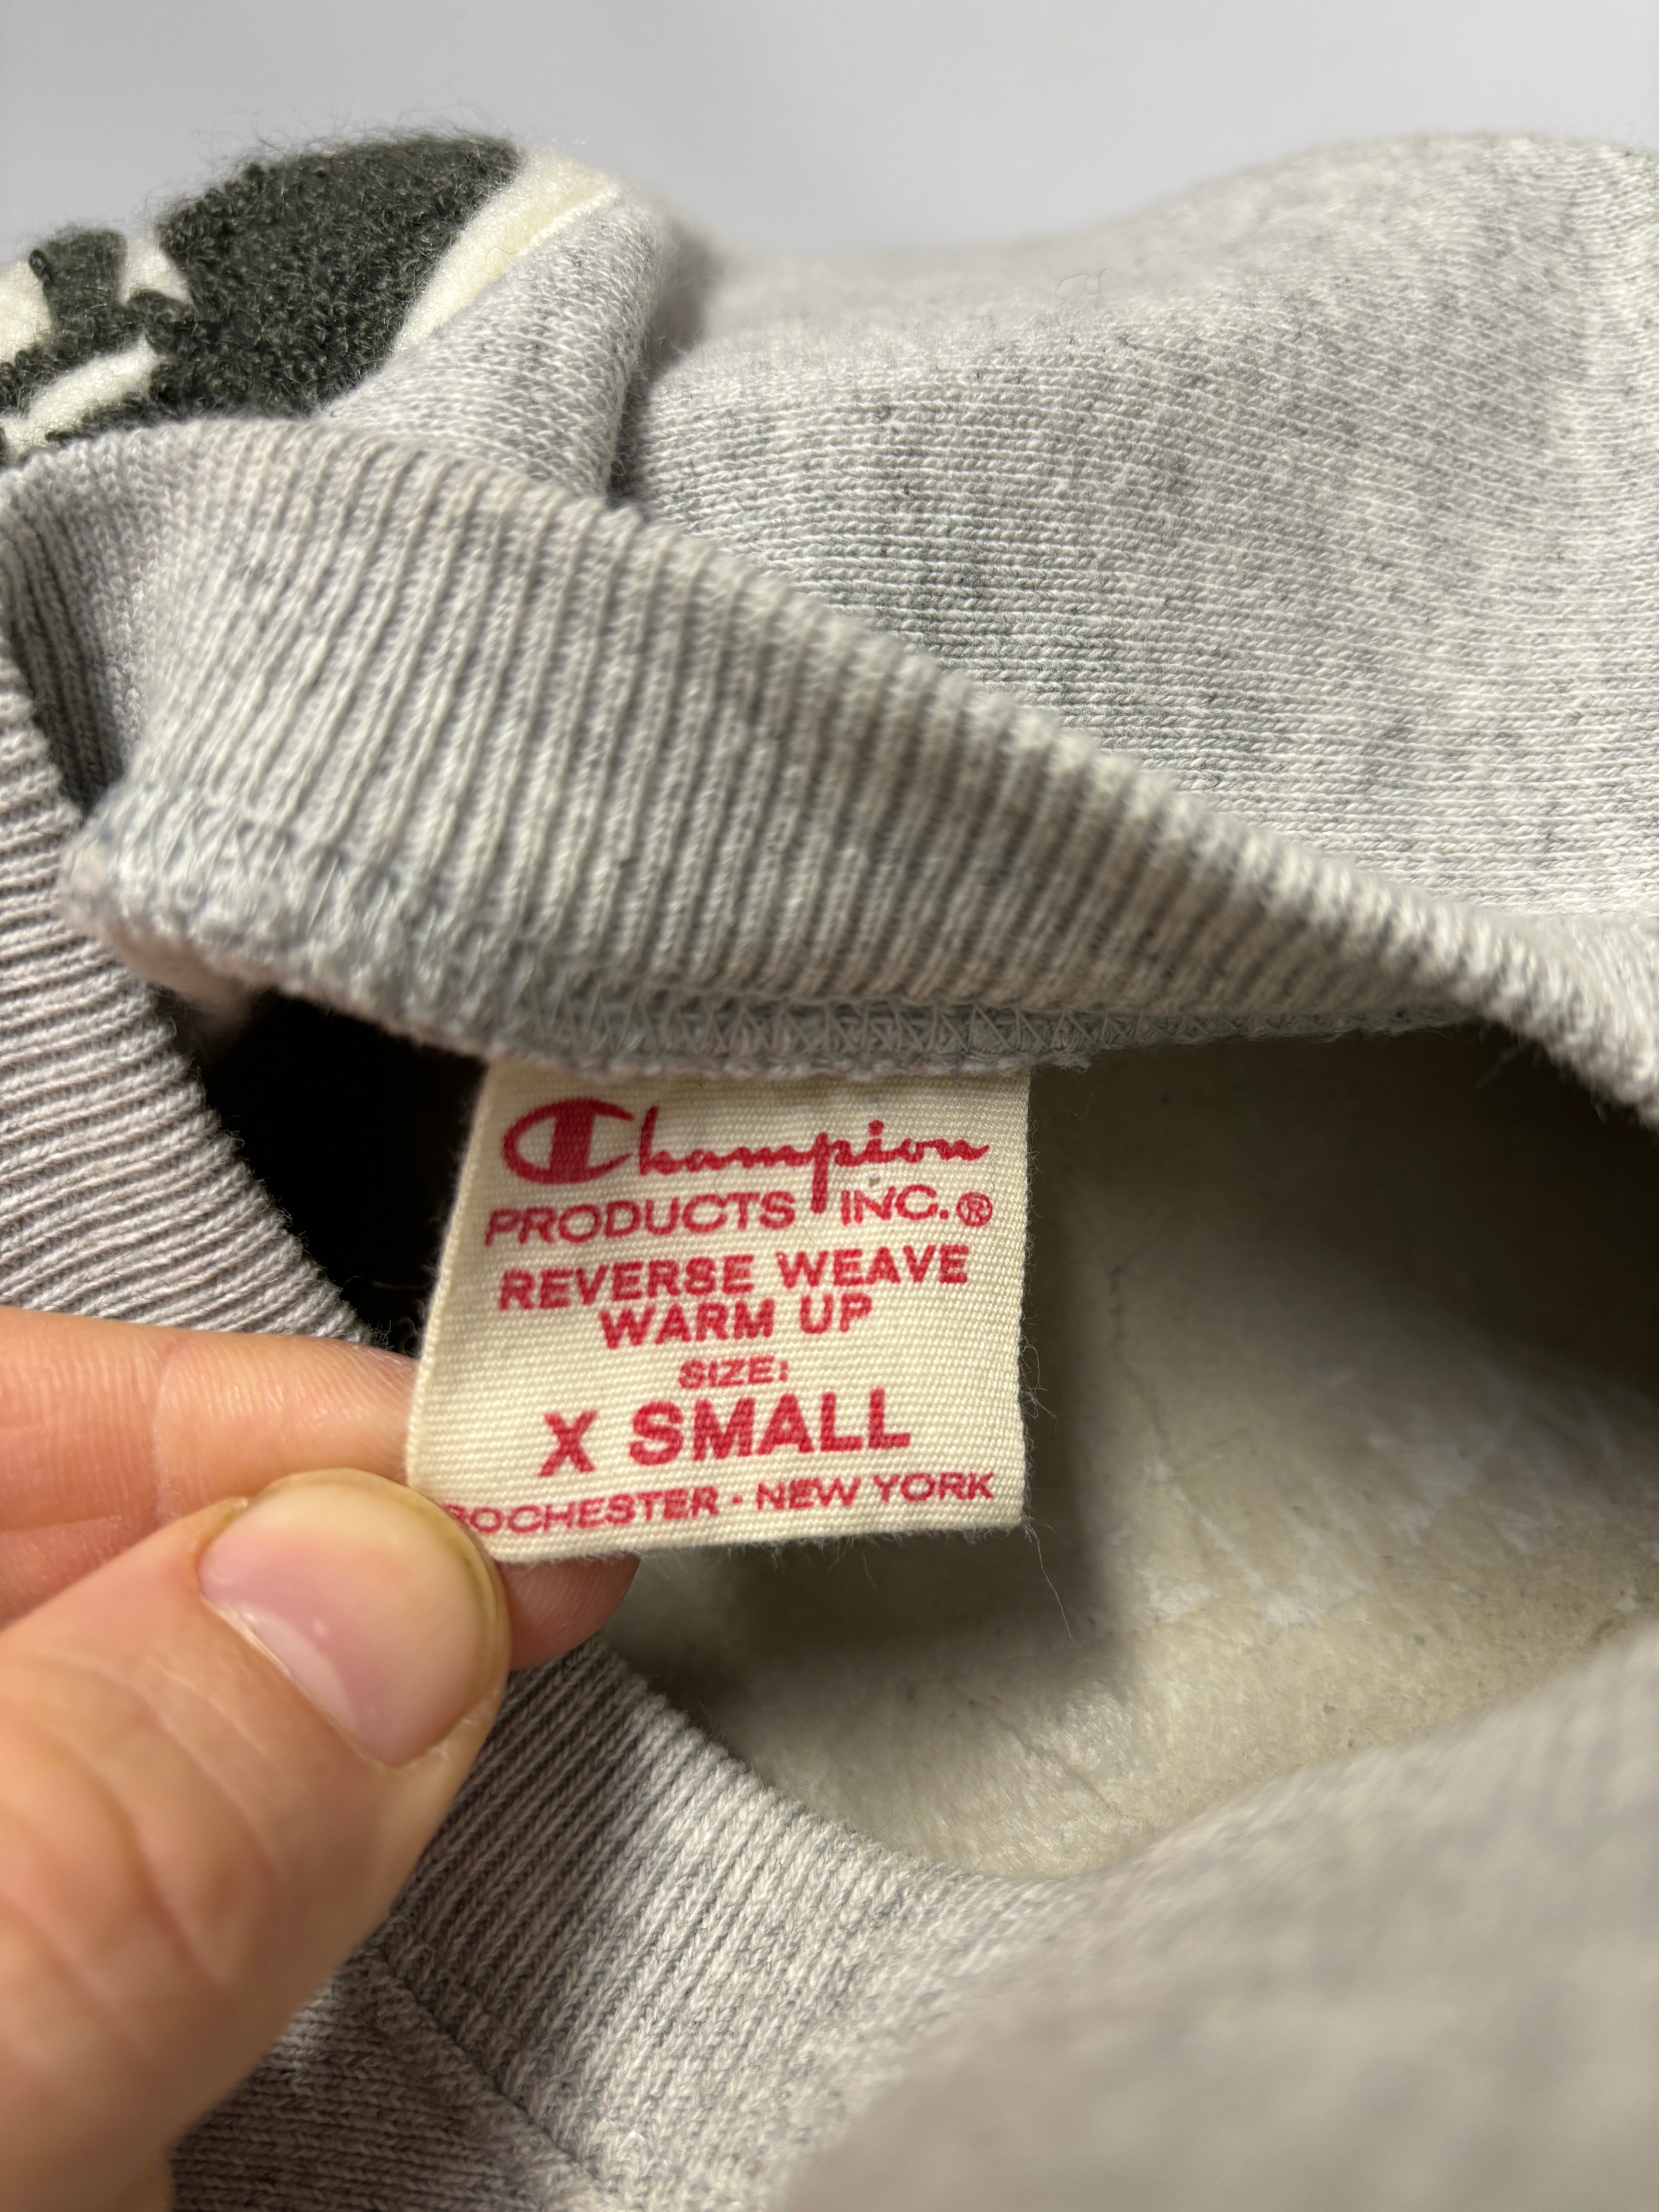 Champion
PRODUCTS INC.®
REVERSE WEAVE
WARM UP
SIZE:
X SMALL
ROCHESTER · NEW YORK